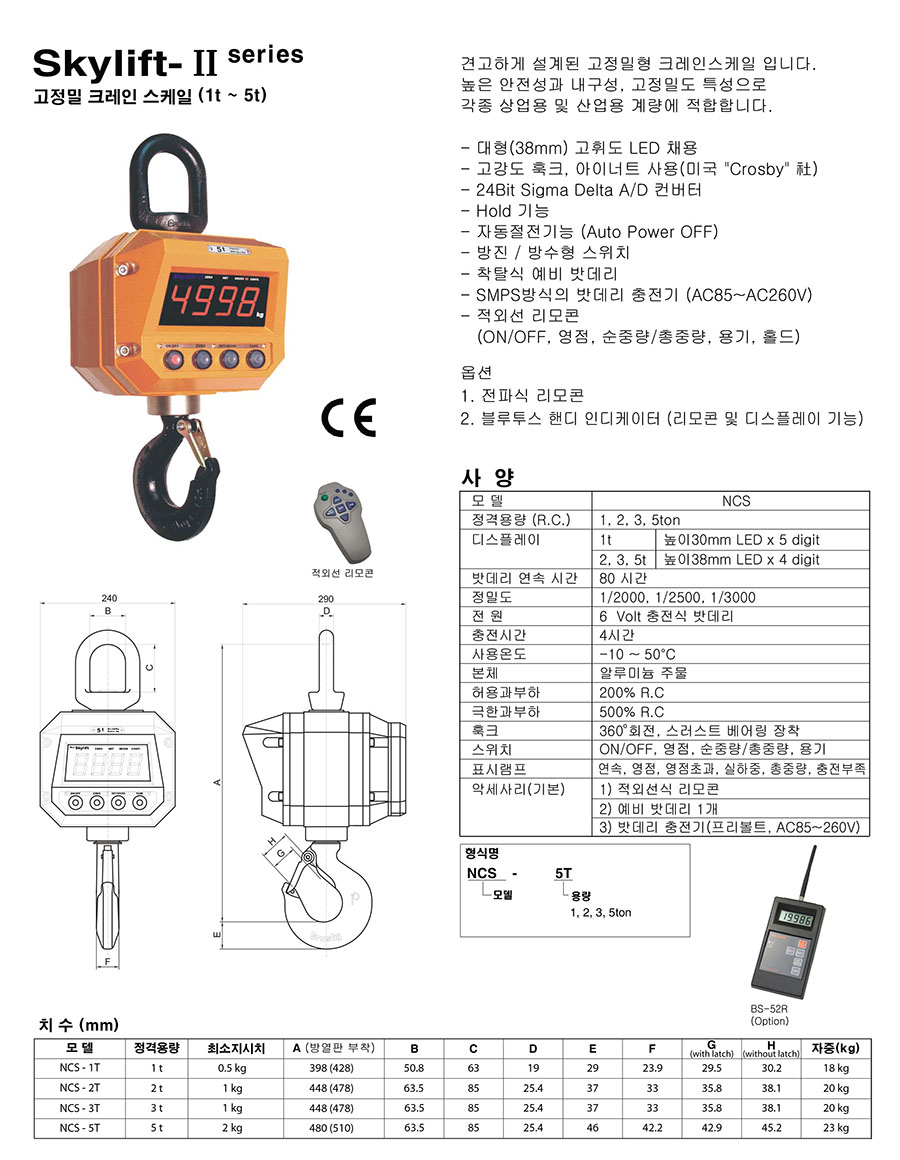 Skylift- II series
고정밀 크레인 스케일 (1t ~ 5t)
견고하게 설계된 고정밀형 크레인스케일 입니다.
높은 안전성과 내구성, 고정밀도 특성으로
각종 상업용 및 산업용 계량에 적합합니다.
- 대형(38mm) 고휘도 LED 채용
- 고강도 훅크, 아이너트 사용(미국 "Crosby" 社)
- 24Bit Sigma Delta A/D 컨버터
- Hold 기능
- 자동절전기능 (Auto Power OFF)
- 방진 / 방수형 스위치
- 착탈식 예비 밧데리
- SMPS방식의 밧데리 충전기 (AC85~AC260V)
- 적외선 리모콘
(ON/OFF, 영점, 순중량/총중량, 용기, 홀드)
옵션
1. 전파식 리모콘
2. 블루투스 핸디 인디케이터 (리모콘 및 디스플레이 기능)
5t
4998
kg
CE
적외선 리모콘
사 양
모 델 NCS
정격용량 (R.C.) 1, 2, 3, 5ton
디스플레이 1t 높이30mm LED x 5 digit
2, 3, 5t 높이38mm LED x 4 digit
밧데리 연속 시간 80 시간
정밀도 1/2000, 1/2500, 1/3000
전 원 6 Volt 충전식 밧데리
충전시간 4시간
사용온도 -10 ~ 50°C
본체 알루미늄 주물
허용과부하 200% R.C
극한과부하 500% R.C
훅크 360°회전, 스러스트 베어링 장착
스위치 ON/OFF, 영점, 순중량/총중량, 용기
표시램프 연속, 영점, 영점초과, 실하중, 총중량, 충전부족
악세사리(기본) 1) 적외선식 리모콘
2) 예비 밧데리 1개
3) 밧데리 충전기(프리볼트, AC85~260V)
240
B
C
5t
Skylift
F
290
D
A
H
G
E
형식명
NCS - 5T
모델 용량
1, 2, 3, 5ton
19.986
BS-52R
(Option)
치 수 (mm)
모 델 정격용량 최소지시치 A (방열판 부착) B C D E F G (with latch) H (without latch) 자중(kg)
NCS - 1T 1 t 0.5 kg 398 (428) 50.8 63 19 29 23.9 29.5 30.2 18 kg
NCS - 2T 2 t 1 kg 448 (478) 63.5 85 25.4 37 33 35.8 38.1 20 kg
NCS - 3T 3 t 1 kg 448 (478) 63.5 85 25.4 37 33 35.8 38.1 20 kg
NCS - 5T 5 t 2 kg 480 (510) 63.5 85 25.4 46 42.2 42.9 45.2 23 kg